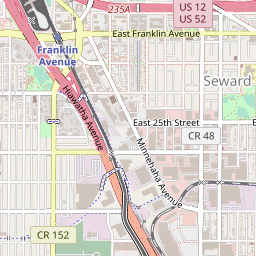 235A
US 12
US 52
East Franklin Avenue
Franklin
Avenue
Seward
Hiawatha Avenue
East 25th Street
CR 48
Minnehaha Avenue
CR 152